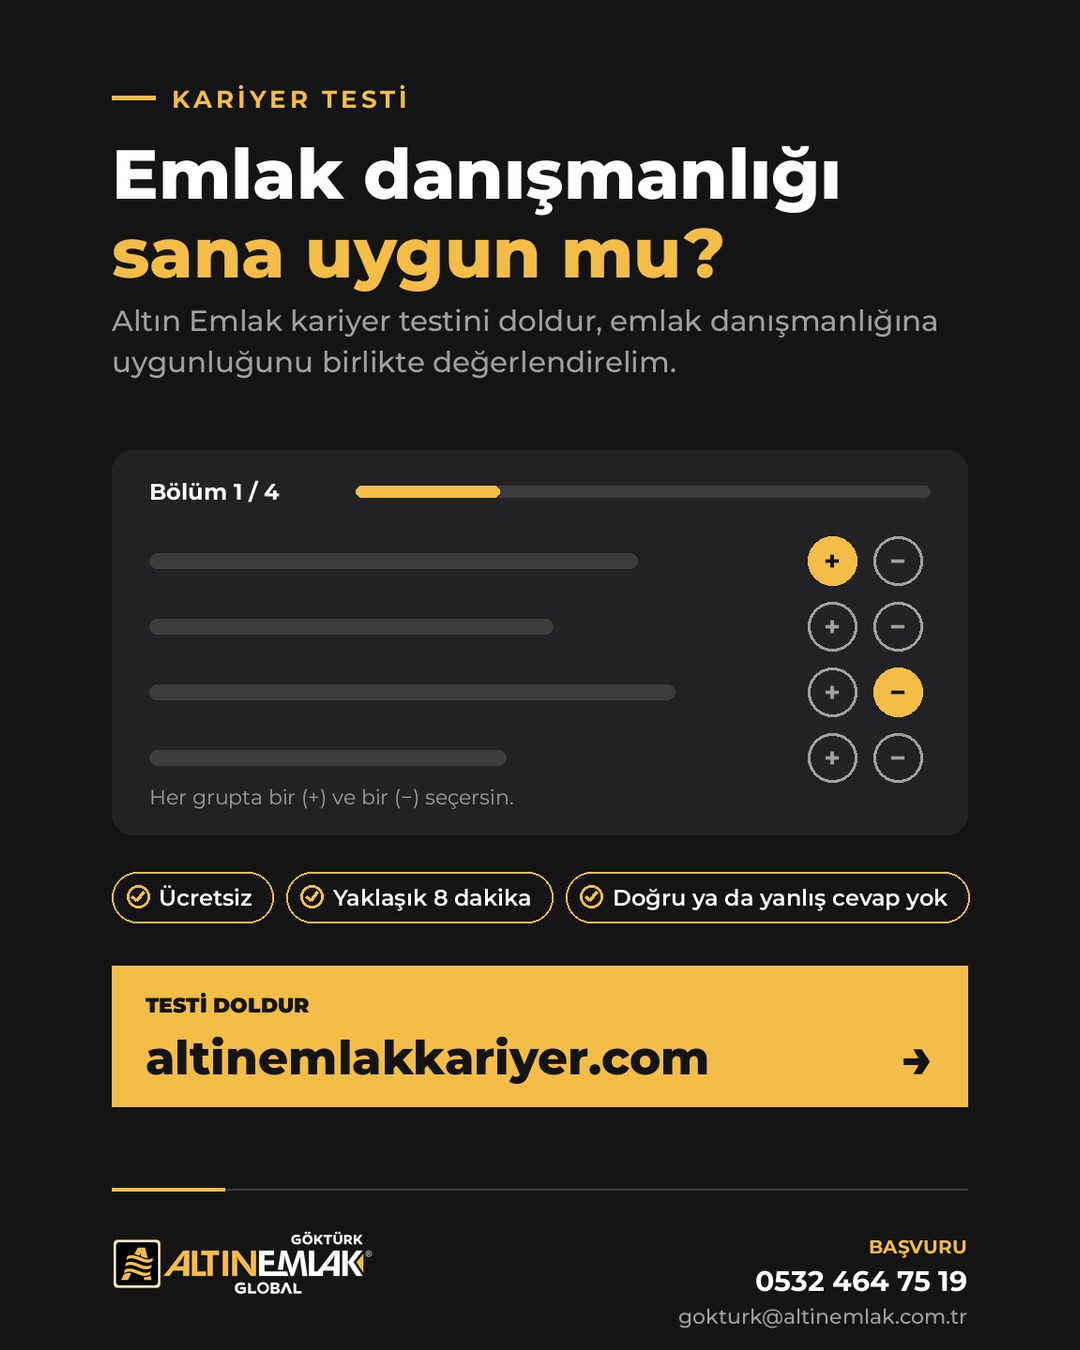 KARİYER TESTİ
Emlak danışmanlığı
sana uygun mu?
Altın Emlak kariyer testini doldur, emlak danışmanlığına
uygunluğunu birlikte değerlendirelim.
Bölüm 1 / 4
+ −
+ −
+ −
+ −
Her grupta bir (+) ve bir (−) seçersin.
Ücretsiz
Yaklaşık 8 dakika
Doğru ya da yanlış cevap yok
TESTİ DOLDUR
altinemlakkariyer.com →
GÖKTÜRK
ALTINEMLAK®
GLOBAL
BAŞVURU
0532 464 75 19
gokturk@altinemlak.com.tr